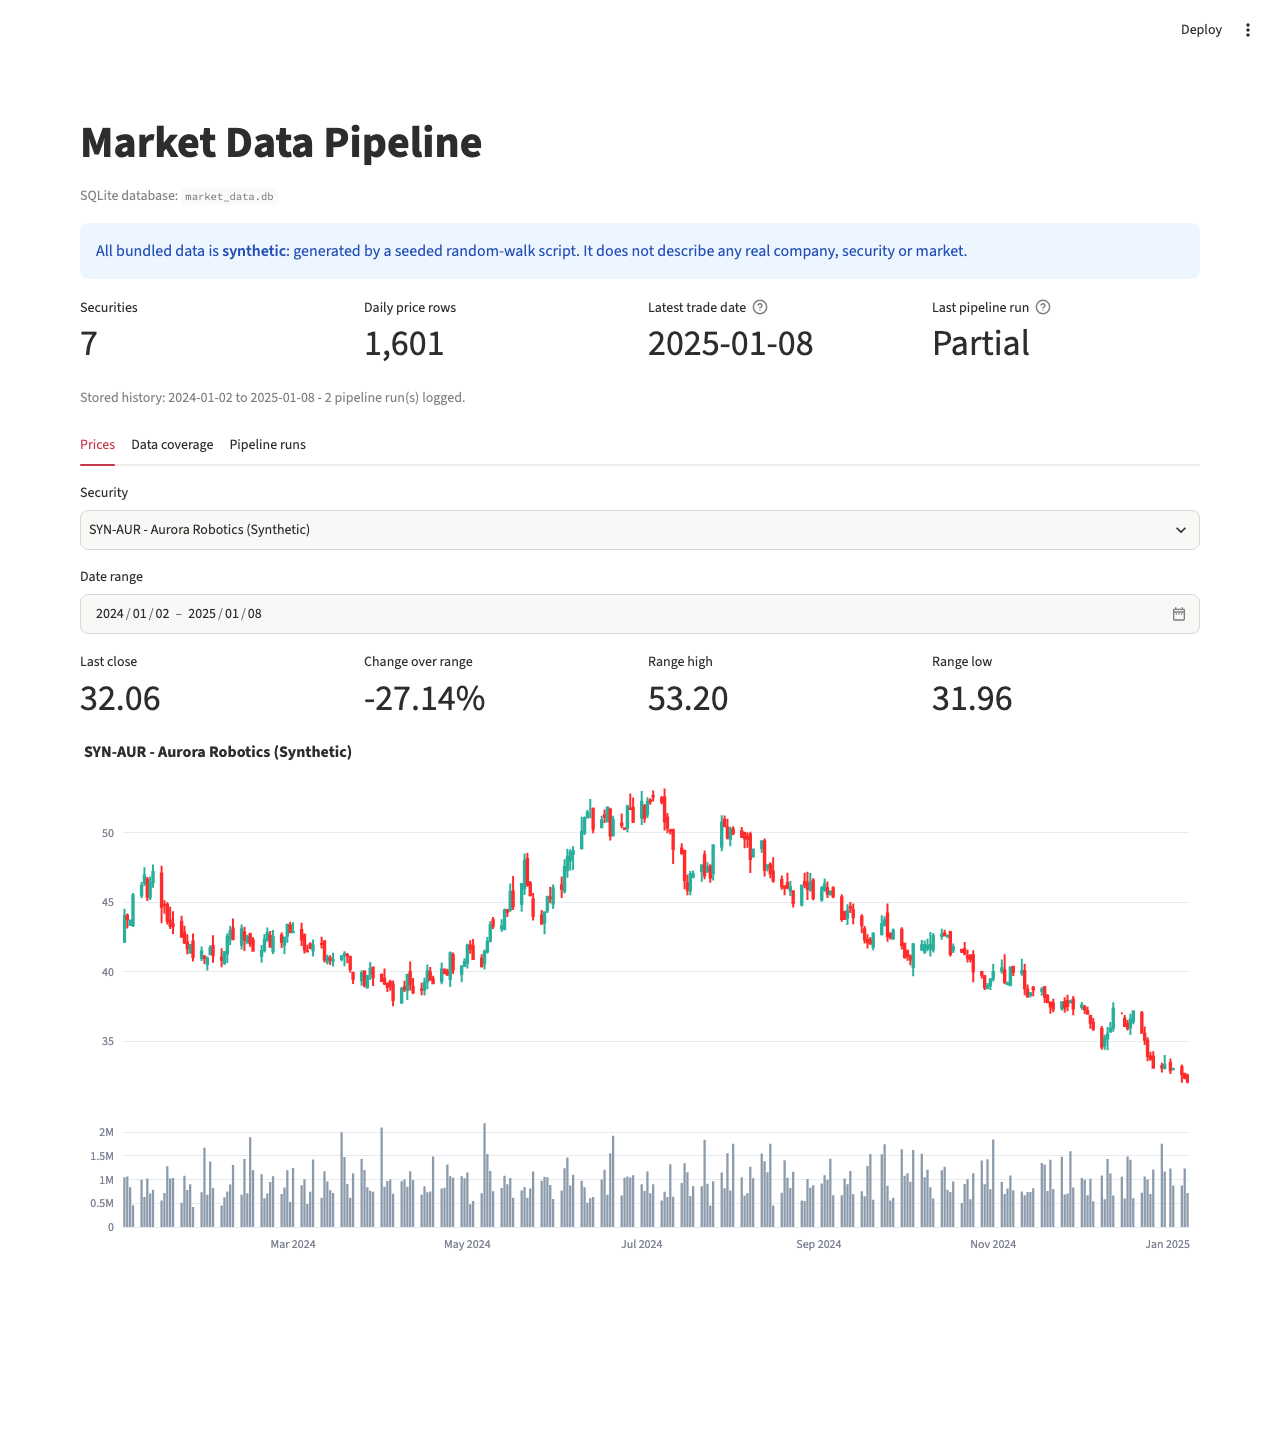 Deploy
Market Data Pipeline
SQLite database: market_data.db
All bundled data is synthetic: generated by a seeded random-walk script. It does not describe any real company, security or market.
Securities
Daily price rows
Latest trade date
Last pipeline run
7
1,601
2025-01-08
Partial
Stored history: 2024-01-02 to 2025-01-08 - 2 pipeline run(s) logged.
Prices
Data coverage
Pipeline runs
Security
SYN-AUR - Aurora Robotics (Synthetic)
Date range
2024/01/02 – 2025/01/08
Last close
Change over range
Range high
Range low
32.06
-27.14%
53.20
31.96
SYN-AUR - Aurora Robotics (Synthetic)
50
45
40
35
2M
1.5M
1M
0.5M
0
Mar 2024
May 2024
Jul 2024
Sep 2024
Nov 2024
Jan 2025